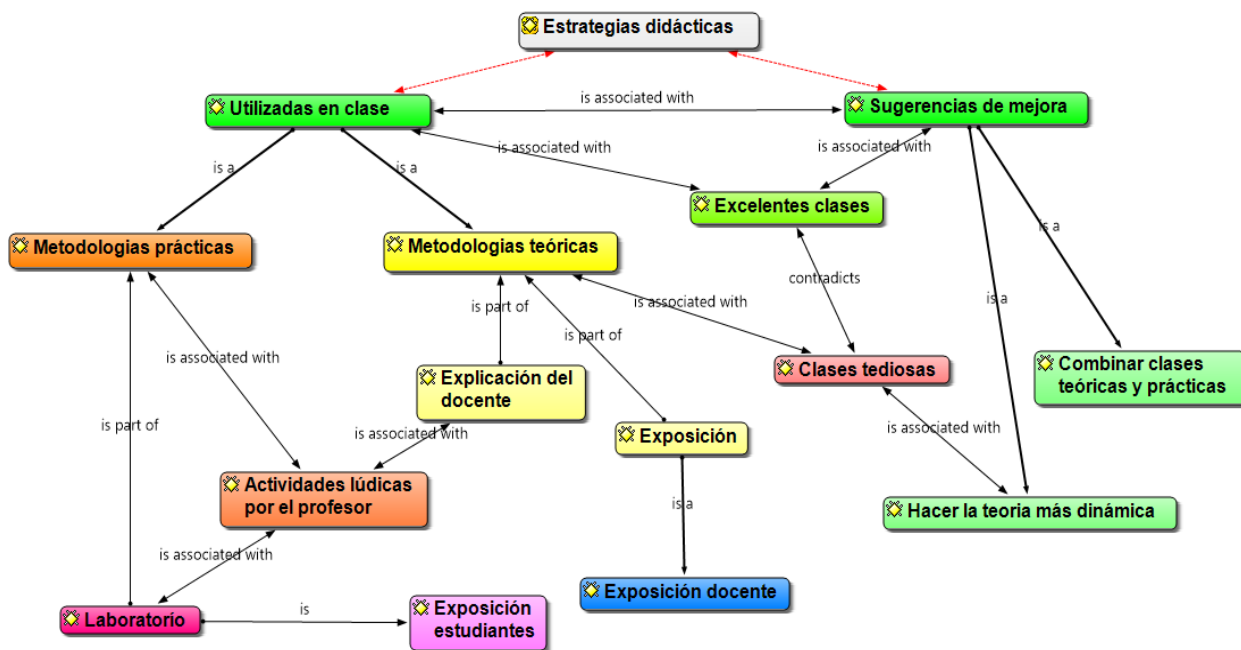 Estrategias didácticas
Utilizadas en clase
is associated with
Sugerencias de mejora
is associated with
is associated with
is a
is a
Excelentes clases
is a
Metodologias prácticas
Metodologias teóricas
contradicts
is associated with
is a
is part of
is part of
is associated with
Clases tediosas
Combinar clases
teóricas y prácticas
Explicación del
docente
is part of
is associated with
Exposición
is associated with
Actividades lúdicas
por el profesor
Hacer la teoria más dinámica
is a
is associated with
Exposición docente
Laboratorio
is
Exposición
estudiantes